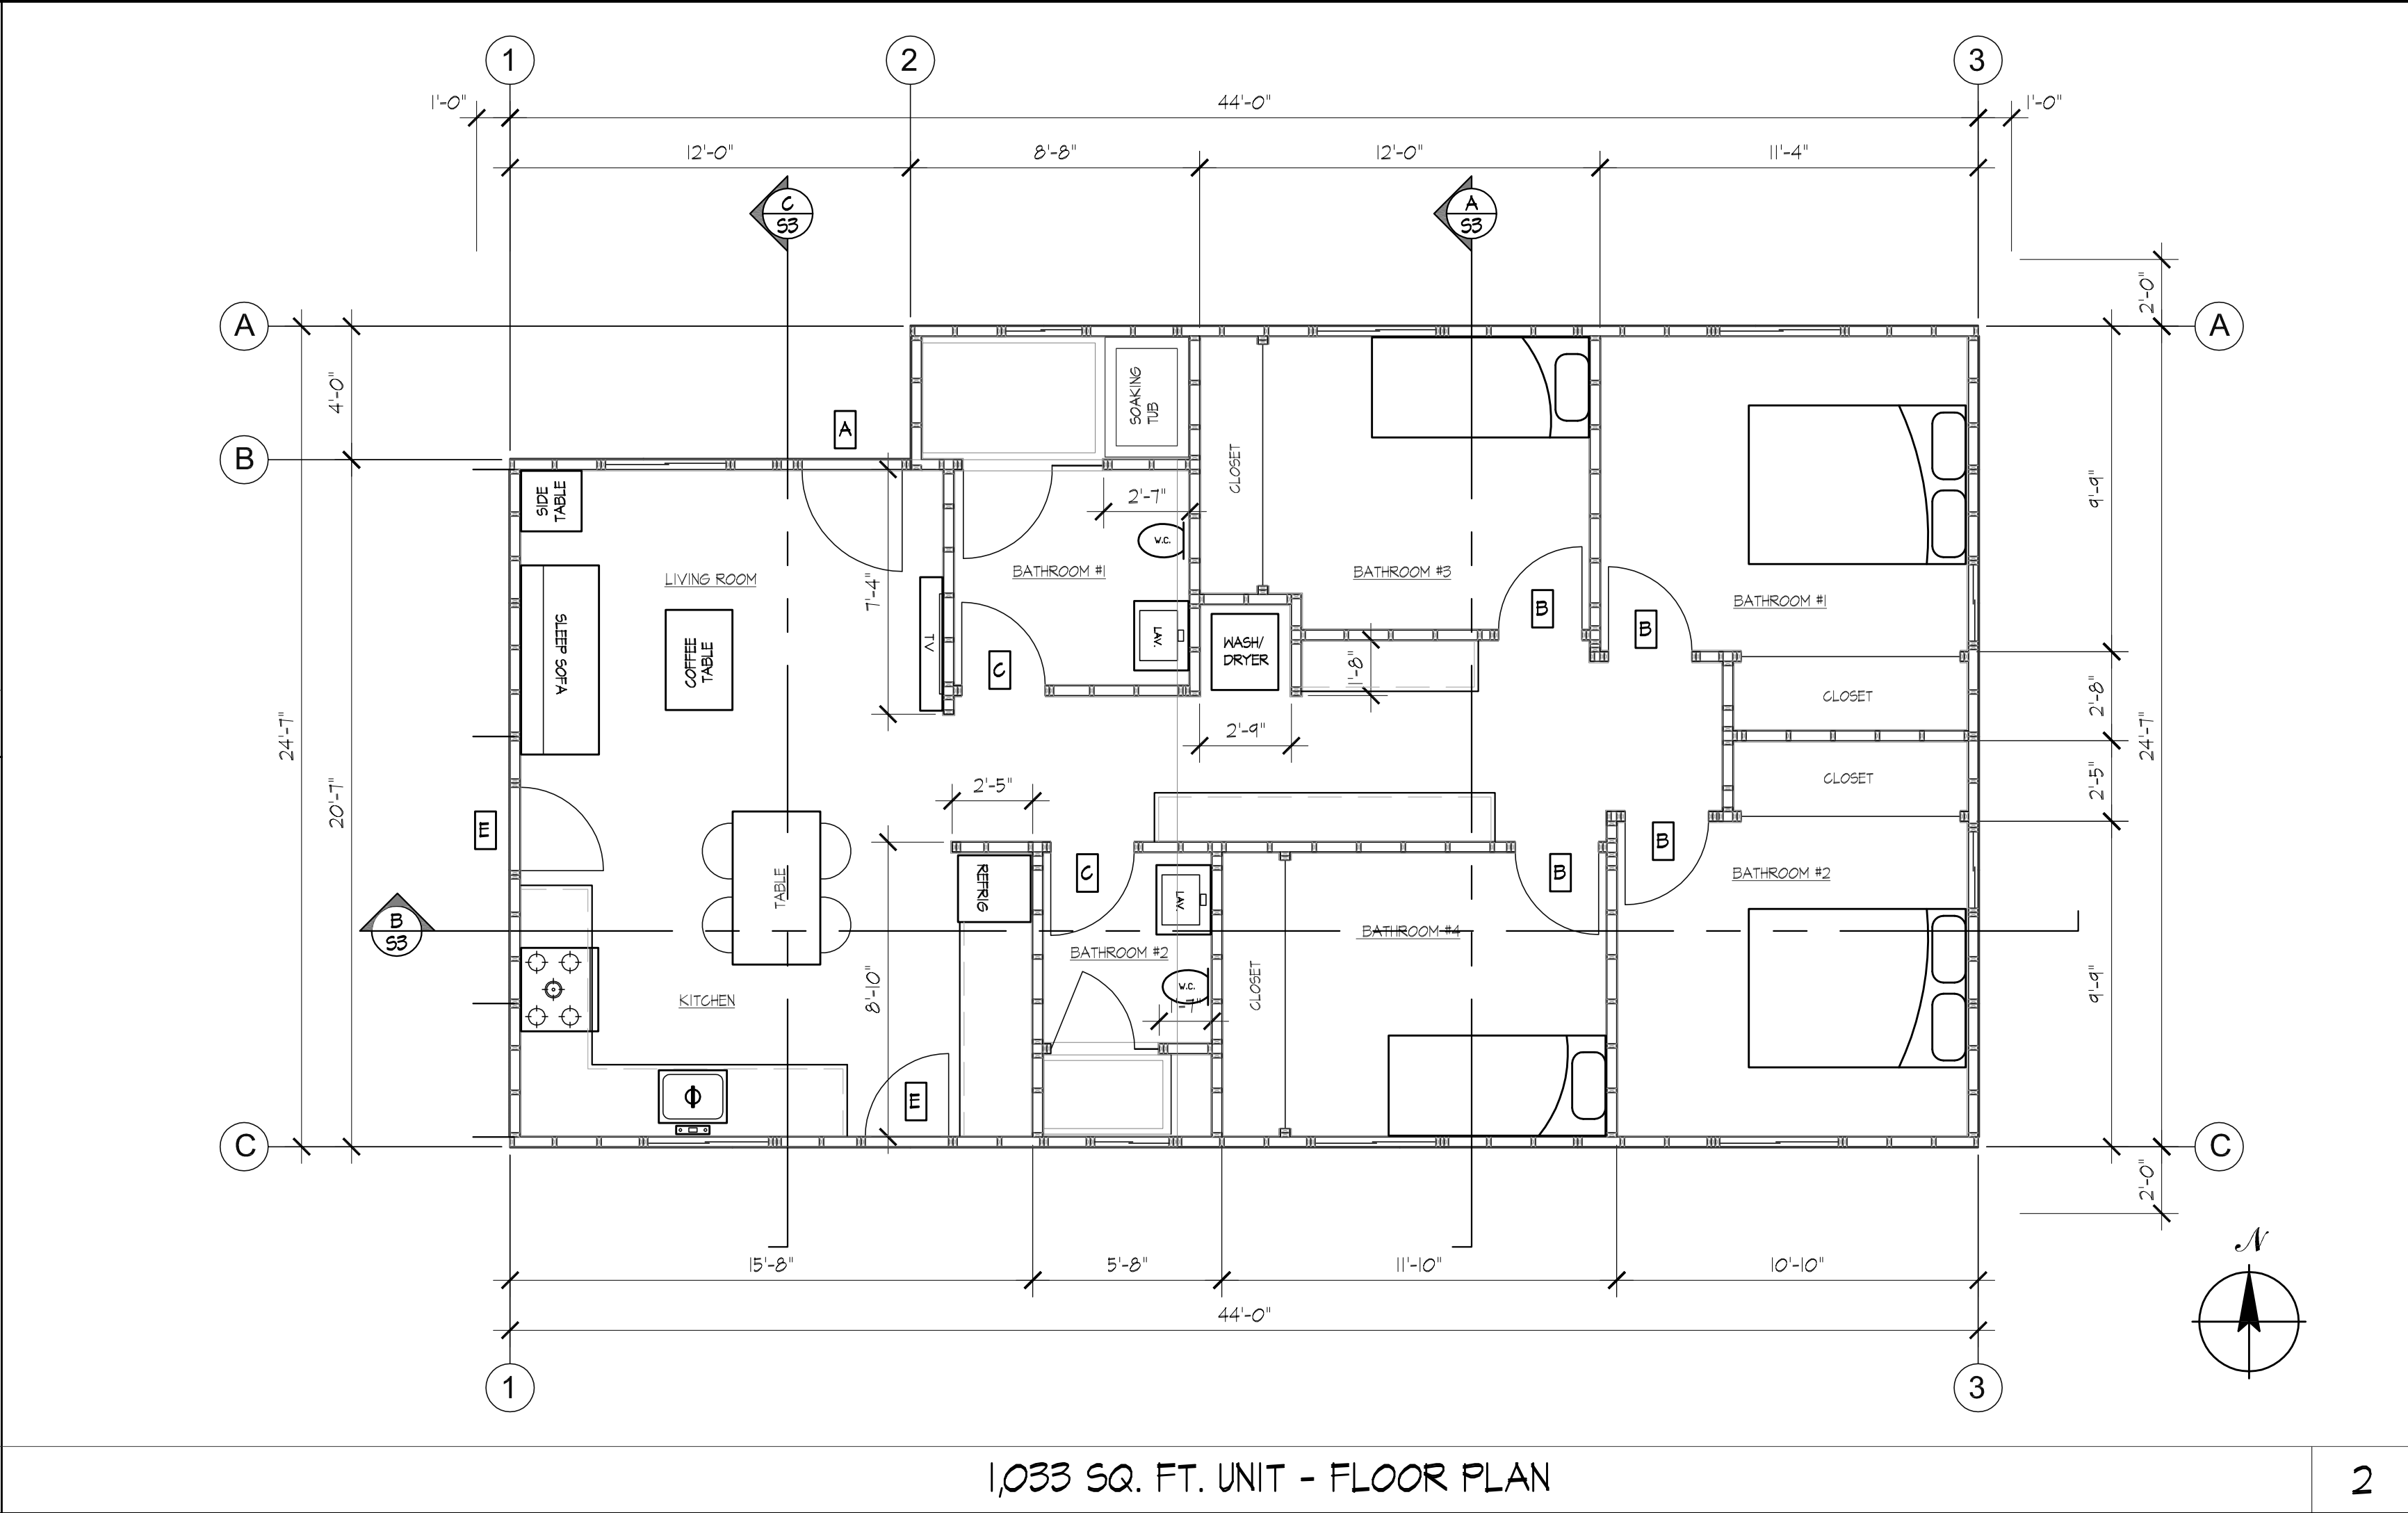 1
2
3
1'-0"
44'-0"
1'-0"
12'-0"
8'-8"
12'-0"
11'-4"
C
S3
A
S3
2'-0"
A
A
4'-0"
A
SOAKING
TUB
B
CLOSET
9'-9"
SIDE
TABLE
2'-7"
W.C.
LIVING ROOM
BATHROOM #1
BATHROOM #3
BATHROOM #1
7'-4"
B
B
SLEEP SOFA
COFFEE
TABLE
TV
LAV.
WASH/
DRYER
C
1'-8"
CLOSET
2'-8"
24'-7"
24'-7"
2'-9"
20'-7"
2'-5"
CLOSET
2'-5"
E
B
TABLE
REFRIG
C
LAV.
B
BATHROOM #2
B
S3
BATHROOM #4
BATHROOM #2
KITCHEN
8'-10"
W.C.
CLOSET
9'-9"
E
C
C
2'-0"
N
15'-8"
5'-8"
11'-10"
10'-10"
44'-0"
1
3
1,033 SQ. FT. UNIT - FLOOR PLAN
2